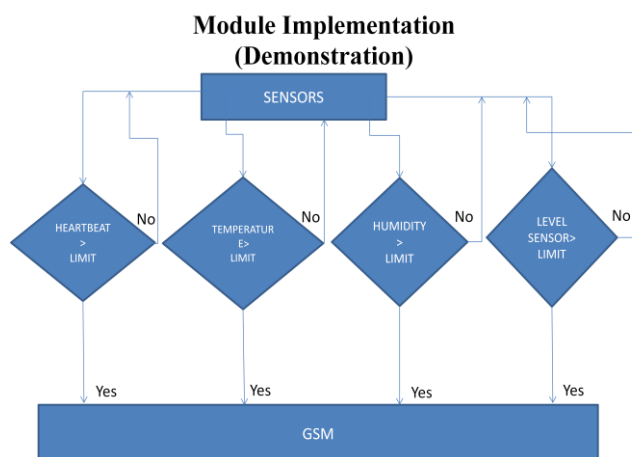 Module Implementation
(Demonstration)
SENSORS
HEARTBEAT
>
LIMIT
No
TEMPERATUR
E>
LIMIT
No
HUMIDITY
>
LIMIT
No
LEVEL
SENSOR>
LIMIT
No
Yes
Yes
Yes
Yes
GSM